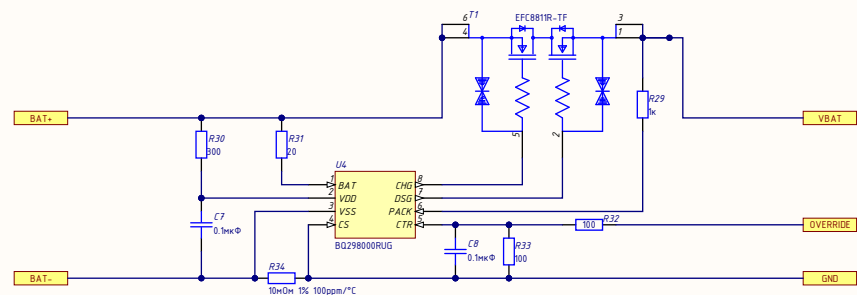 T1
EFC8811R-TF
6
4
3
1
5
2
R29
1к
BAT+
VBAT
R30
300
R31
20
U4
1
BAT
CHG
8
2
VDD
DSG
7
3
VSS
PACK
6
4
CS
CTR
5
BQ298000RUG
C7
0.1мкФ
C8
0.1мкФ
R33
100
R32
100
OVERRIDE
BAT-
R34
10мОм 1% 100ppm/°C
GND